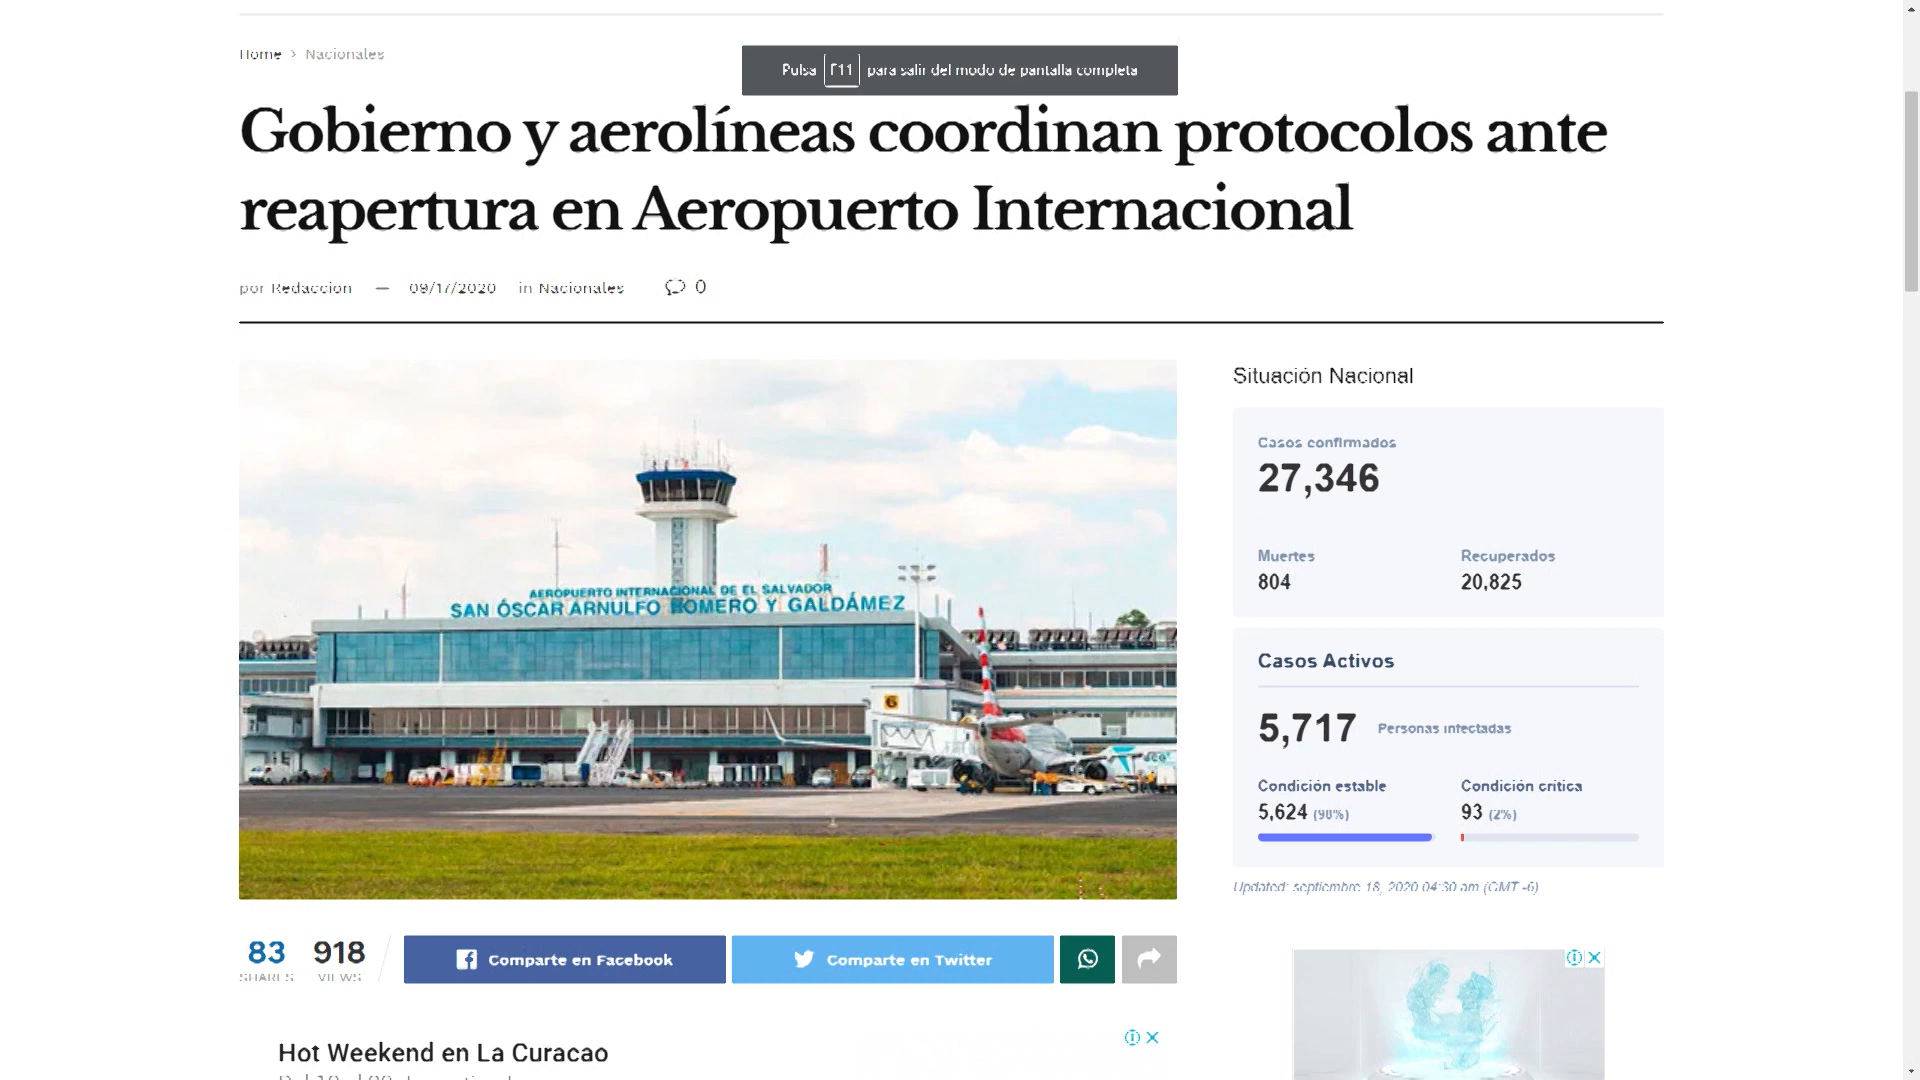 Home > Nacionales
Pulsa F11 para salir del modo de pantalla completa
Gobierno y aerolíneas coordinan protocolos ante
reapertura en Aeropuerto Internacional
por Redaccion — 09/17/2020 in Nacionales 0
AEROPUERTO INTERNACIONAL DE EL SALVADOR
SAN ÓSCAR ARNULFO ROMERO Y GALDÁMEZ
6
Situación Nacional
Casos confirmados
27,346
Muertes Recuperados
804 20,825
Casos Activos
5,717 Personas infectadas
Condición estable Condición crítica
5,624 (98%) 93 (2%)
Updated: septiembre 18, 2020 04:30 am (GMT -6)
83 918
SHARES VIEWS
Comparte en Facebook
Comparte en Twitter
Hot Weekend en La Curacao